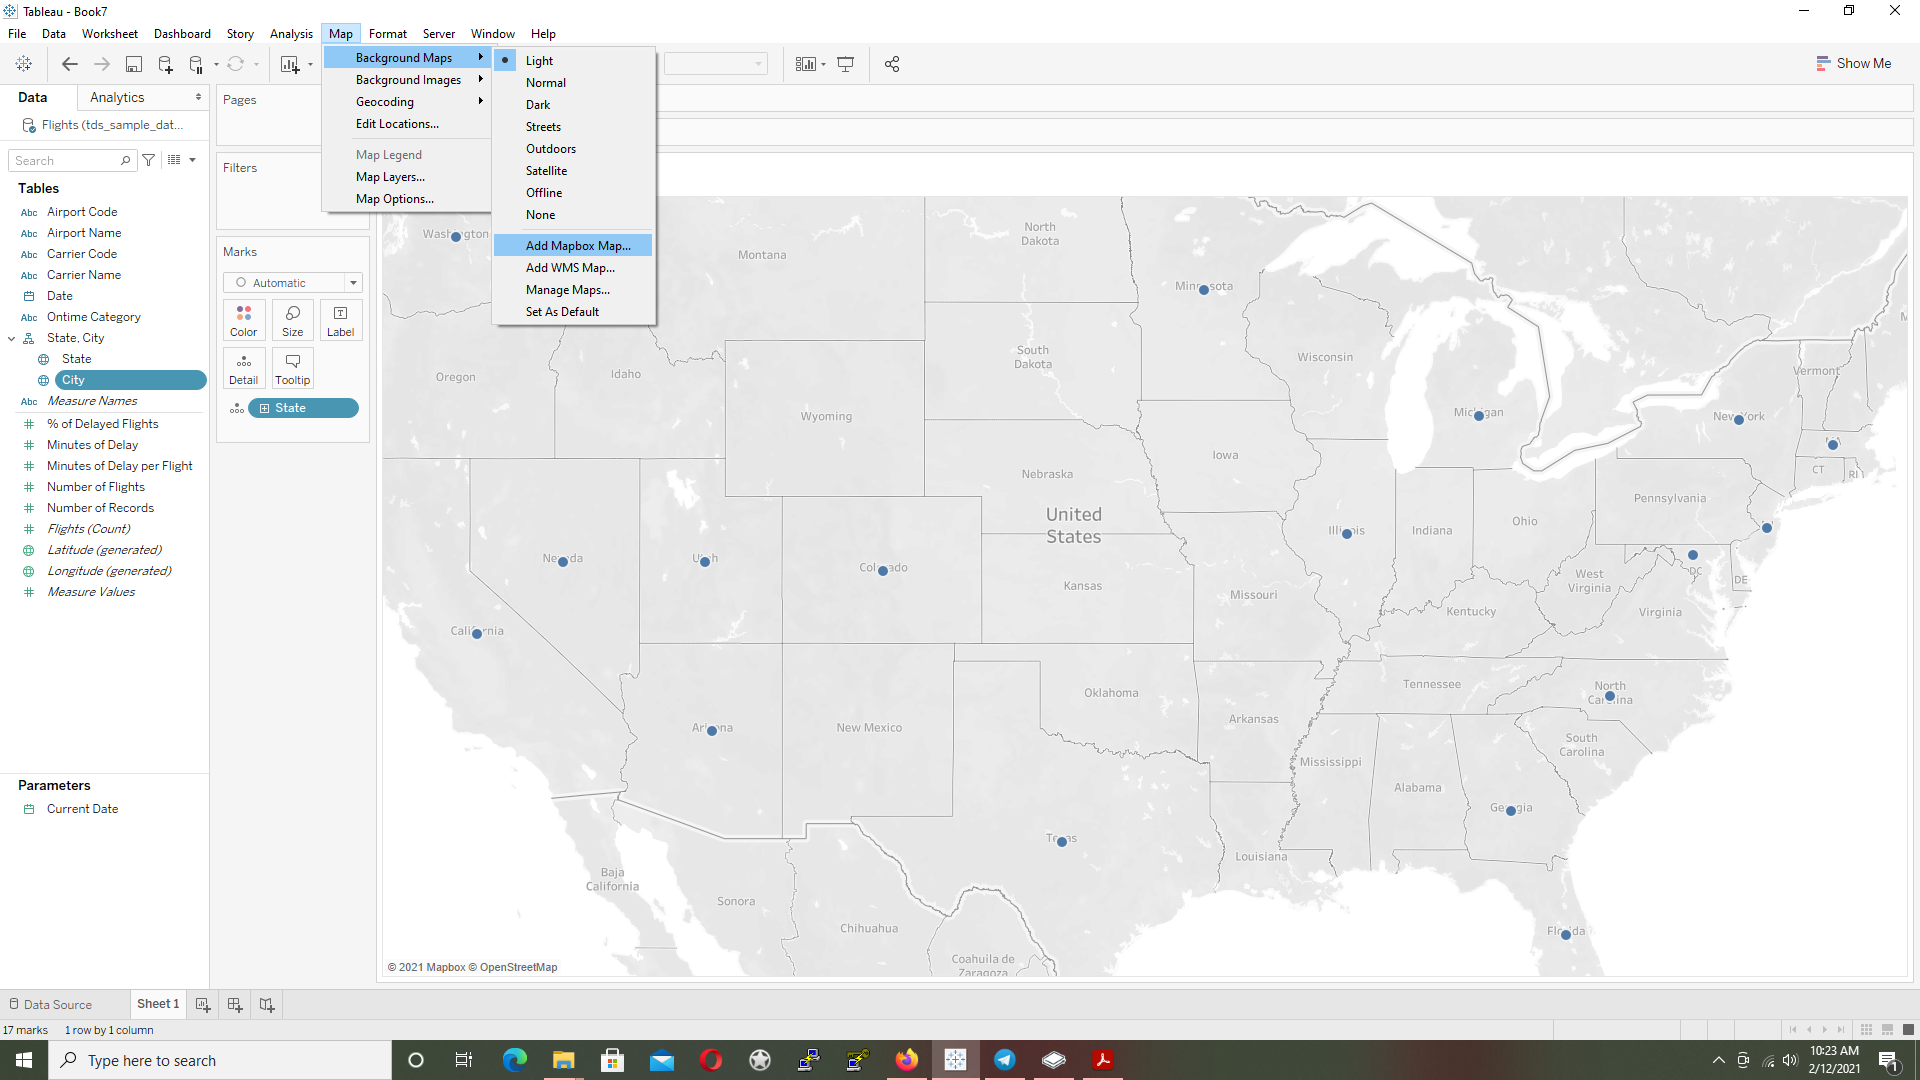 Tableau - Book7
File Data Worksheet Dashboard Story Analysis Map Format Server Window Help
Show Me
Data
Analytics
Flights (tds_sample_dat...
Search
Tables
Abc Airport Code
Abc Airport Name
Abc Carrier Code
Abc Carrier Name
Date
Abc Ontime Category
State, City
State
City
Abc Measure Names
% of Delayed Flights
Minutes of Delay
Minutes of Delay per Flight
Number of Flights
Number of Records
Flights (Count)
Latitude (generated)
Longitude (generated)
Measure Values
Parameters
Current Date
Pages
Filters
Marks
Automatic
Color
Size
Label
Detail
Tooltip
State
Background Maps
Background Images
Geocoding
Edit Locations...
Map Legend
Map Layers...
Map Options...
Light
Normal
Dark
Streets
Outdoors
Satellite
Offline
None
Add Mapbox Map...
Add WMS Map...
Manage Maps...
Set As Default
Washington
Montana
North
Dakota
Minnesota
Oregon
Idaho
South
Dakota
Wisconsin
Vermont
Wyoming
Michigan
New York
MA
Iowa
CT
RI
Nebraska
Pennsylvania
United
States
Illinois
Indiana
Ohio
Nevada
Utah
Colorado
Kansas
Missouri
West
Virginia
DC
DE
Kentucky
Virginia
California
Oklahoma
Tennessee
North
Carolina
Arizona
New Mexico
Arkansas
South
Carolina
Mississippi
Alabama
Georgia
Texas
Louisiana
Baja
California
Sonora
Chihuahua
Florida
Coahuila de
Zaragoza
© 2021 Mapbox © OpenStreetMap
Data Source
Sheet 1
17 marks
1 row by 1 column
Type here to search
10:23 AM
2/12/2021
1